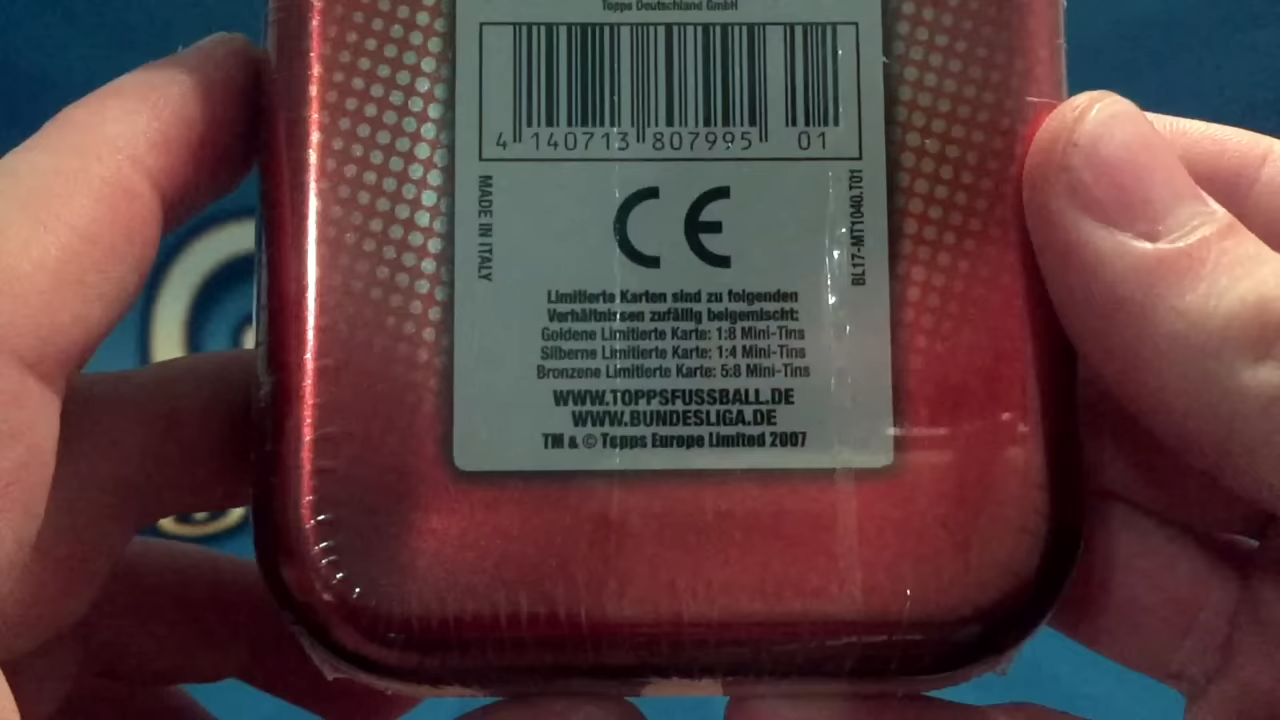 Topps Deutschland GmbH
4 140713 807995 01
MADE IN ITALY
CE
BL17-MT1040.T01
Limitierte Karten sind zu folgenden
Verhältnissen zufällig beigemischt:
Goldene Limitierte Karte: 1:8 Mini-Tins
Silberne Limitierte Karte: 1:4 Mini-Tins
Bronzene Limitierte Karte: 5:8 Mini-Tins
WWW.TOPPSFUSSBALL.DE
WWW.BUNDESLIGA.DE
TM & © Topps Europe Limited 2007